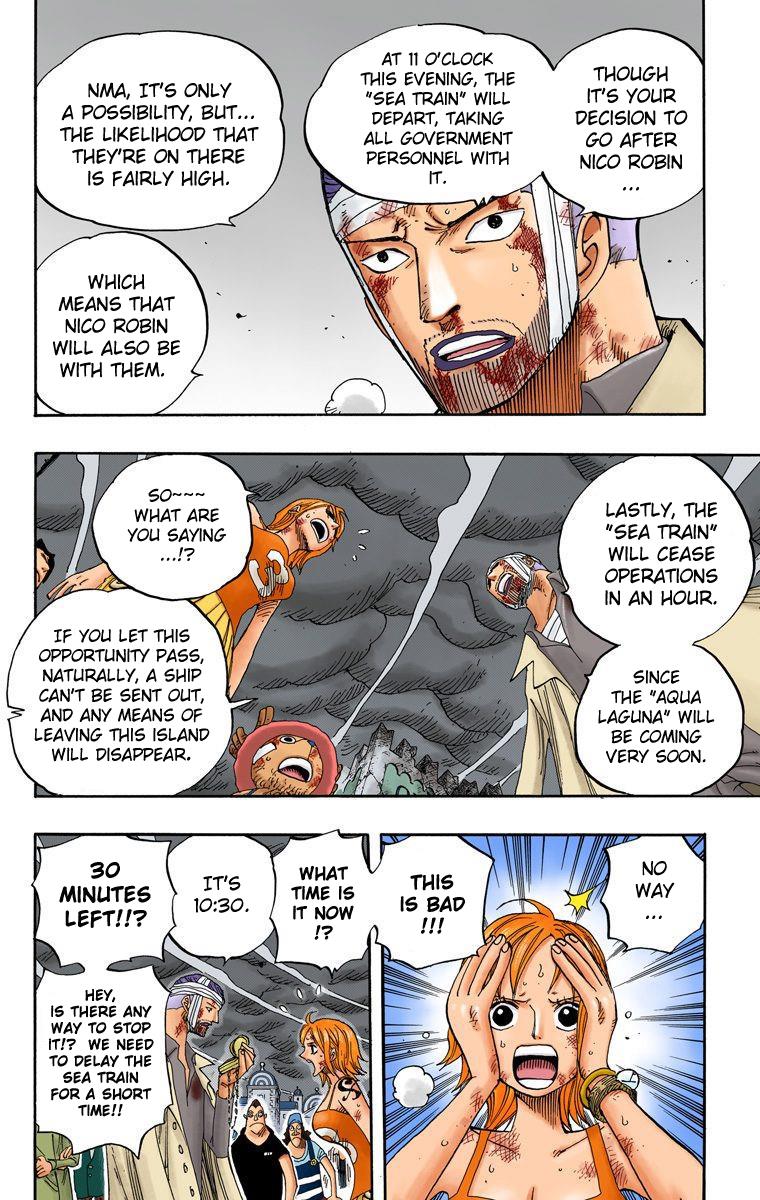 THOUGH
IT'S YOUR
DECISION TO
GO AFTER
NICO ROBIN
...
AT 11 O'CLOCK
THIS EVENING, THE
"SEA TRAIN" WILL
DEPART, TAKING
ALL GOVERNMENT
PERSONNEL WITH
IT.
NMA, IT'S ONLY
A POSSIBILITY, BUT...
THE LIKELIHOOD THAT
THEY'RE ON THERE
IS FAIRLY HIGH.
WHICH
MEANS THAT
NICO ROBIN
WILL ALSO BE
WITH THEM.
LASTLY, THE
"SEA TRAIN"
WILL CEASE
OPERATIONS
IN AN HOUR.
SINCE
THE "AQUA
LAGUNA" WILL
BE COMING
VERY SOON.
SO~~~
WHAT ARE
YOU SAYING
...!?
IF YOU LET THIS
OPPORTUNITY PASS,
NATURALLY, A SHIP
CAN'T BE SENT OUT,
AND ANY MEANS OF
LEAVING THIS ISLAND
WILL DISAPPEAR.
NO
WAY
...
THIS
IS BAD
!!!
WHAT
TIME IS
IT NOW
!?
IT'S
10:30.
30
MINUTES
LEFT!!?
HEY,
IS THERE ANY
WAY TO STOP
IT!? WE NEED
TO DELAY THE
SEA TRAIN
FOR A SHORT
TIME!!